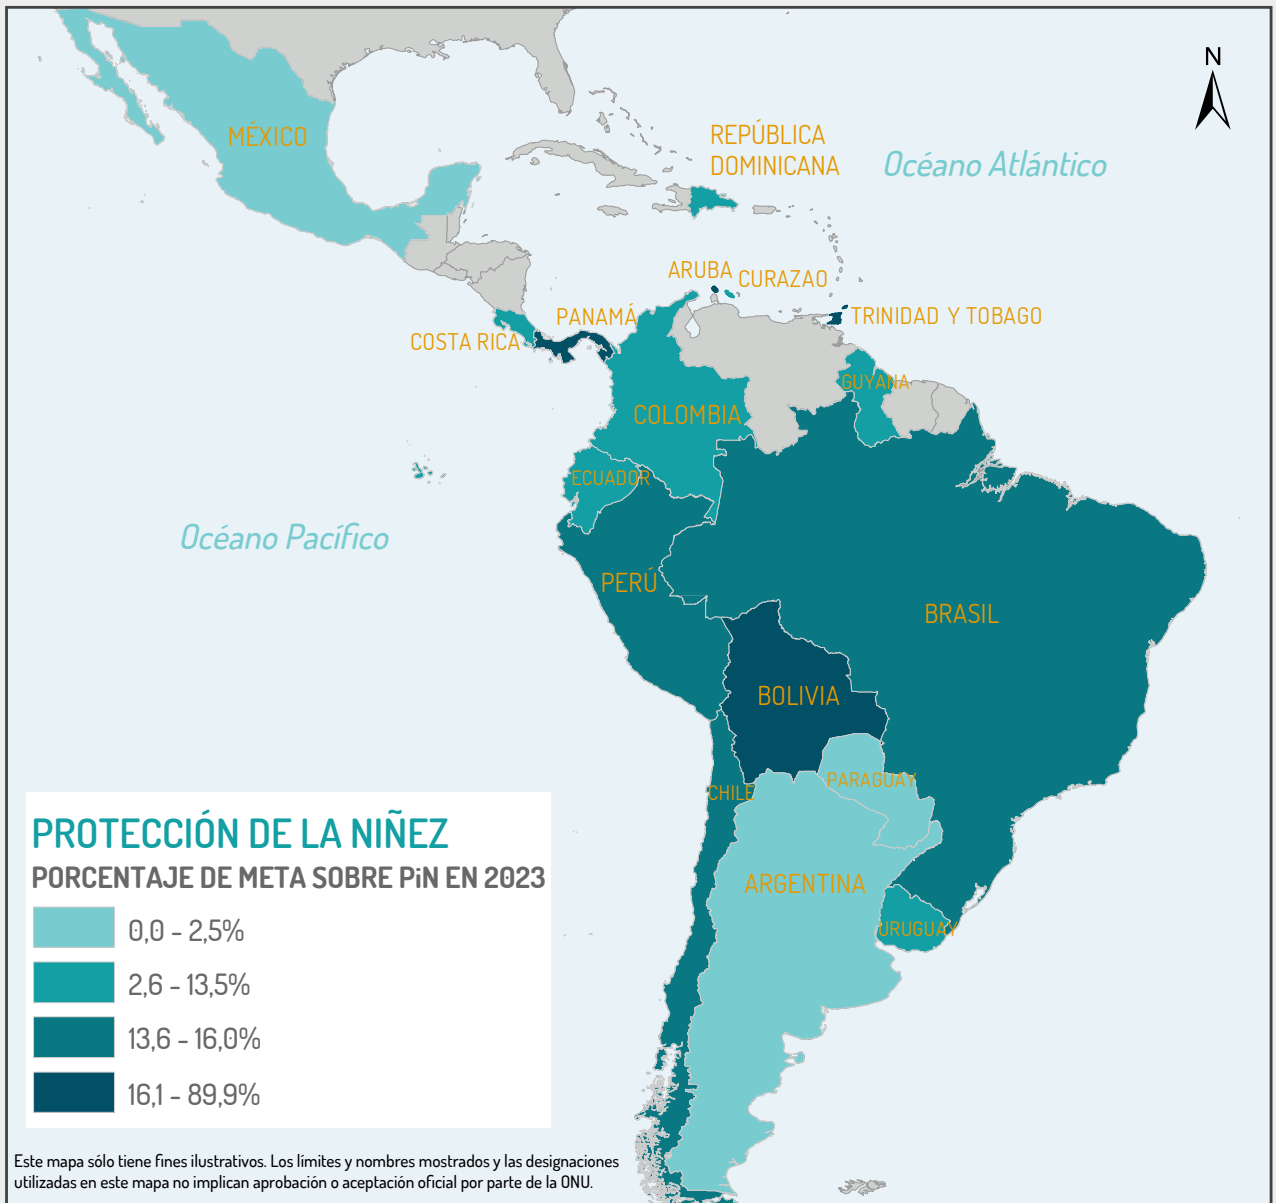 N
MÉXICO
REPÚBLICA
DOMINICANA
Océano Atlántico
ARUBA
CURAZAO
PANAMÁ
TRINIDAD Y TOBAGO
COSTA RICA
GUYANA
COLOMBIA
ECUADOR
Océano Pacífico
PERÚ
BRASIL
BOLIVIA
PARAGUAY
CHILE
ARGENTINA
URUGUAY
PROTECCIÓN DE LA NIÑEZ
PORCENTAJE DE META SOBRE PiN EN 2023
0,0 - 2,5%
2,6 - 13,5%
13,6 - 16,0%
16,1 - 89,9%
Este mapa sólo tiene fines ilustrativos. Los límites y nombres mostrados y las designaciones
utilizadas en este mapa no implican aprobación o aceptación oficial por parte de la ONU.